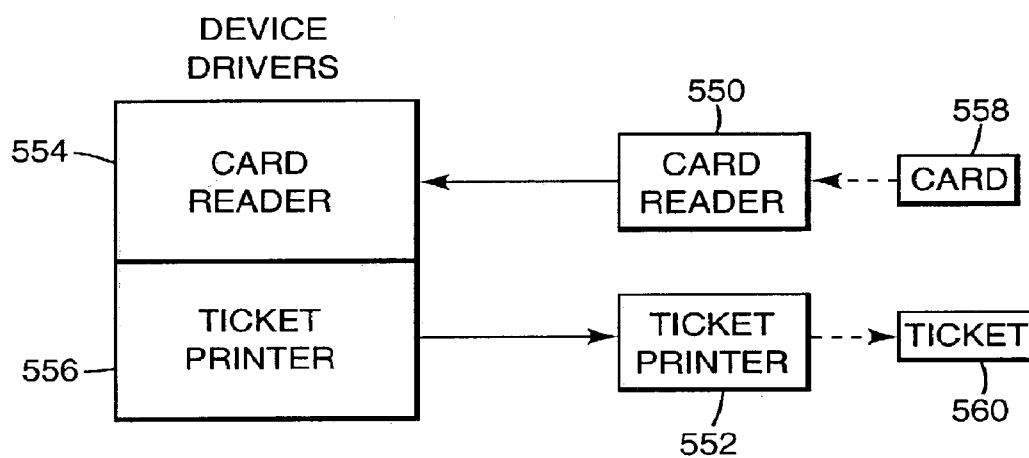 DEVICE
DRIVERS
550
558
554
CARD
READER
CARD
READER
CARD
TICKET
PRINTER
TICKET
PRINTER
TICKET
556
552
560